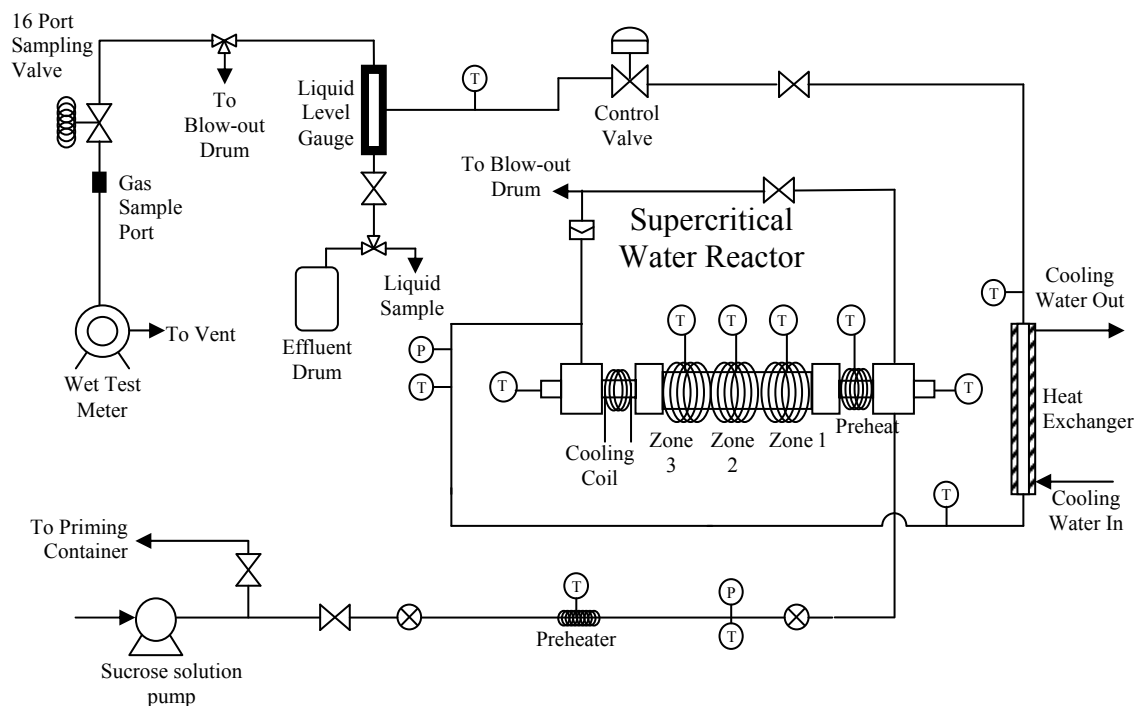 16 Port
Sampling
Valve
To
Blow-out
Drum
Liquid
Level
Gauge
T
Control
Valve
To Blow-out
Drum
Gas
Sample
Port
Supercritical
Water Reactor
Liquid
Sample
Effluent
Drum
To Vent
Wet Test
Meter
P
T
T
T
T
T
T
T
T
Cooling
Water Out
Heat
Exchanger
Cooling
Water In
Cooling
Coil
Zone
3
Zone
2
Zone 1
Preheat
T
To Priming
Container
T
Preheater
P
T
Sucrose solution
pump